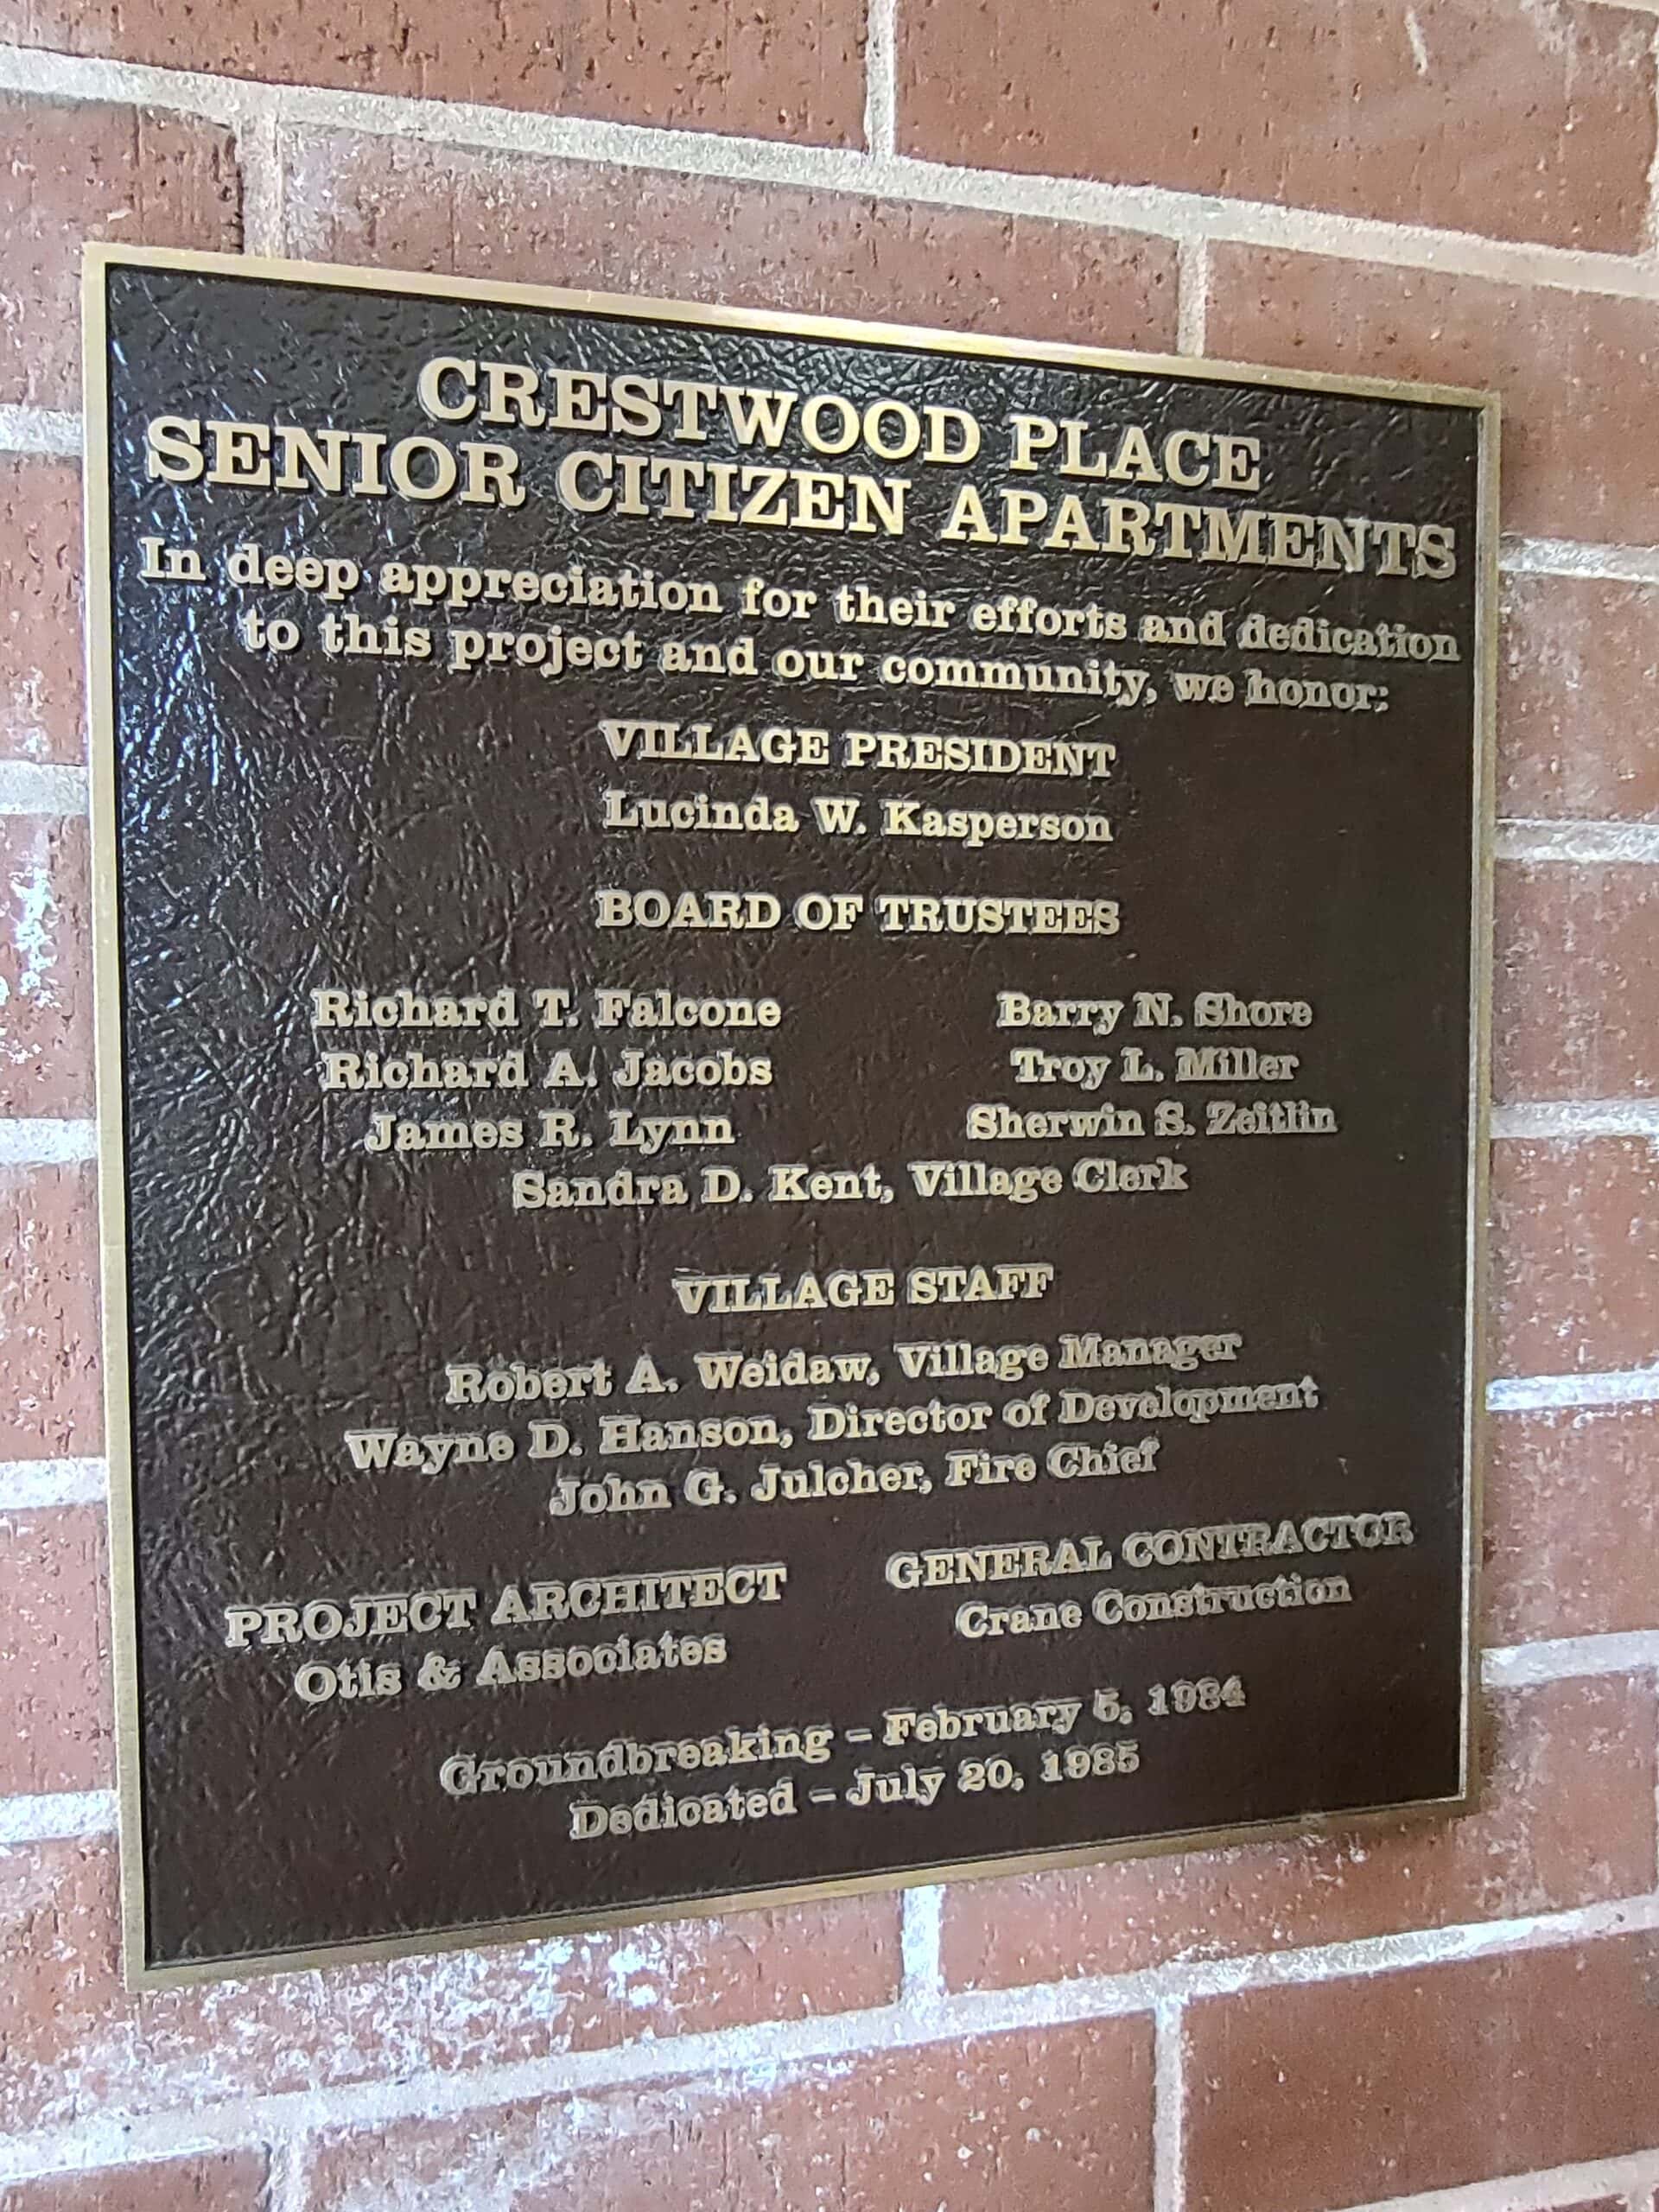 CRESTWOOD PLACE
SENIOR CITIZEN APARTMENTS
In deep appreciation for their efforts and dedication
to this project and our community, we honor:
VILLAGE PRESIDENT
Lucinda W. Kasperson
BOARD OF TRUSTEES
Richard T. Falcone Barry N. Shore
Richard A. Jacobs Troy L. Miller
James R. Lynn Sherwin S. Zeitlin
Sandra D. Kent, Village Clerk
VILLAGE STAFF
Robert A. Weidaw, Village Manager
Wayne D. Hanson, Director of Development
John G. Julcher, Fire Chief
PROJECT ARCHITECT GENERAL CONTRACTOR
Otis & Associates Crane Construction
Groundbreaking – February 5, 1984
Dedicated – July 20, 1985